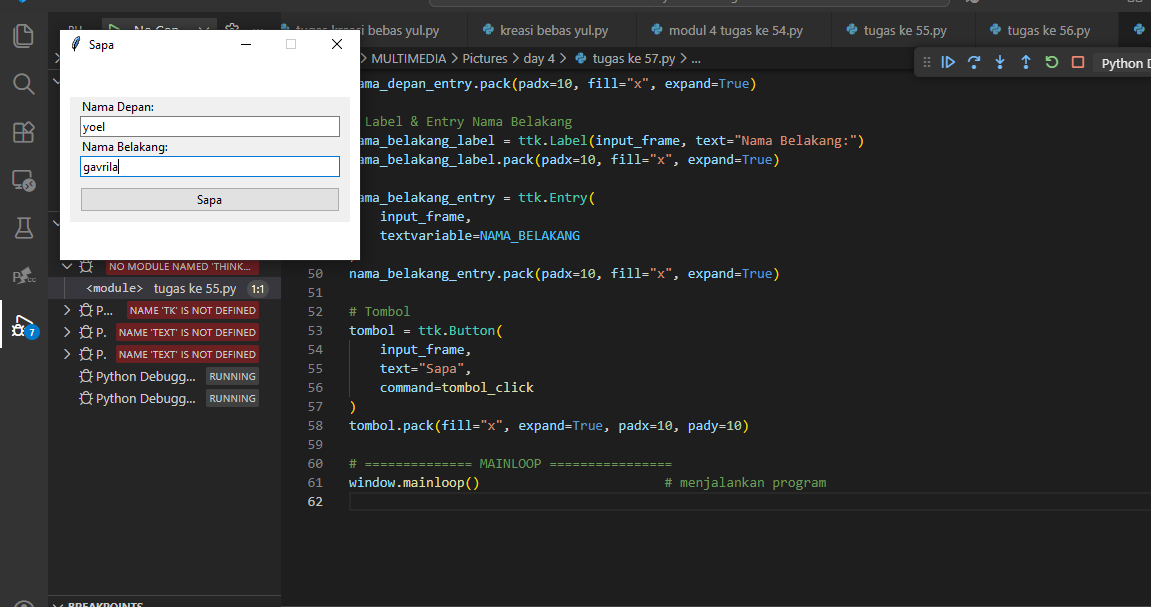 Sapa
Nama Depan:
yoel
Nama Belakang:
gavrila
Sapa
bebas yul.py
kreasi bebas yul.py
modul 4 tugas ke 54.py
tugas ke 55.py
tugas ke 56.py
MULTIMEDIA > Pictures > day 4 > tugas ke 57.py > ...
Python
ama_depan_entry.pack(padx=10, fill="x", expand=True)
Label & Entry Nama Belakang
ama_belakang_label = ttk.Label(input_frame, text="Nama Belakang:")
ama_belakang_label.pack(padx=10, fill="x", expand=True)
ama_belakang_entry = ttk.Entry(
input_frame,
textvariable=NAMA_BELAKANG
50 nama_belakang_entry.pack(padx=10, fill="x", expand=True)
51
52 # Tombol
53 tombol = ttk.Button(
54 input_frame,
55 text="Sapa",
56 command=tombol_click
57 )
58 tombol.pack(fill="x", expand=True, padx=10, pady=10)
59
60 # ============== MAINLOOP ================
61 window.mainloop() # menjalankan program
62
NO MODULE NAMED 'THINK...
<module> tugas ke 55.py 1:1
P... NAME 'TK' IS NOT DEFINED
P. NAME 'TEXT' IS NOT DEFINED
P. NAME 'TEXT' IS NOT DEFINED
Python Debugg... RUNNING
Python Debugg... RUNNING
7
BREAKPOINTS